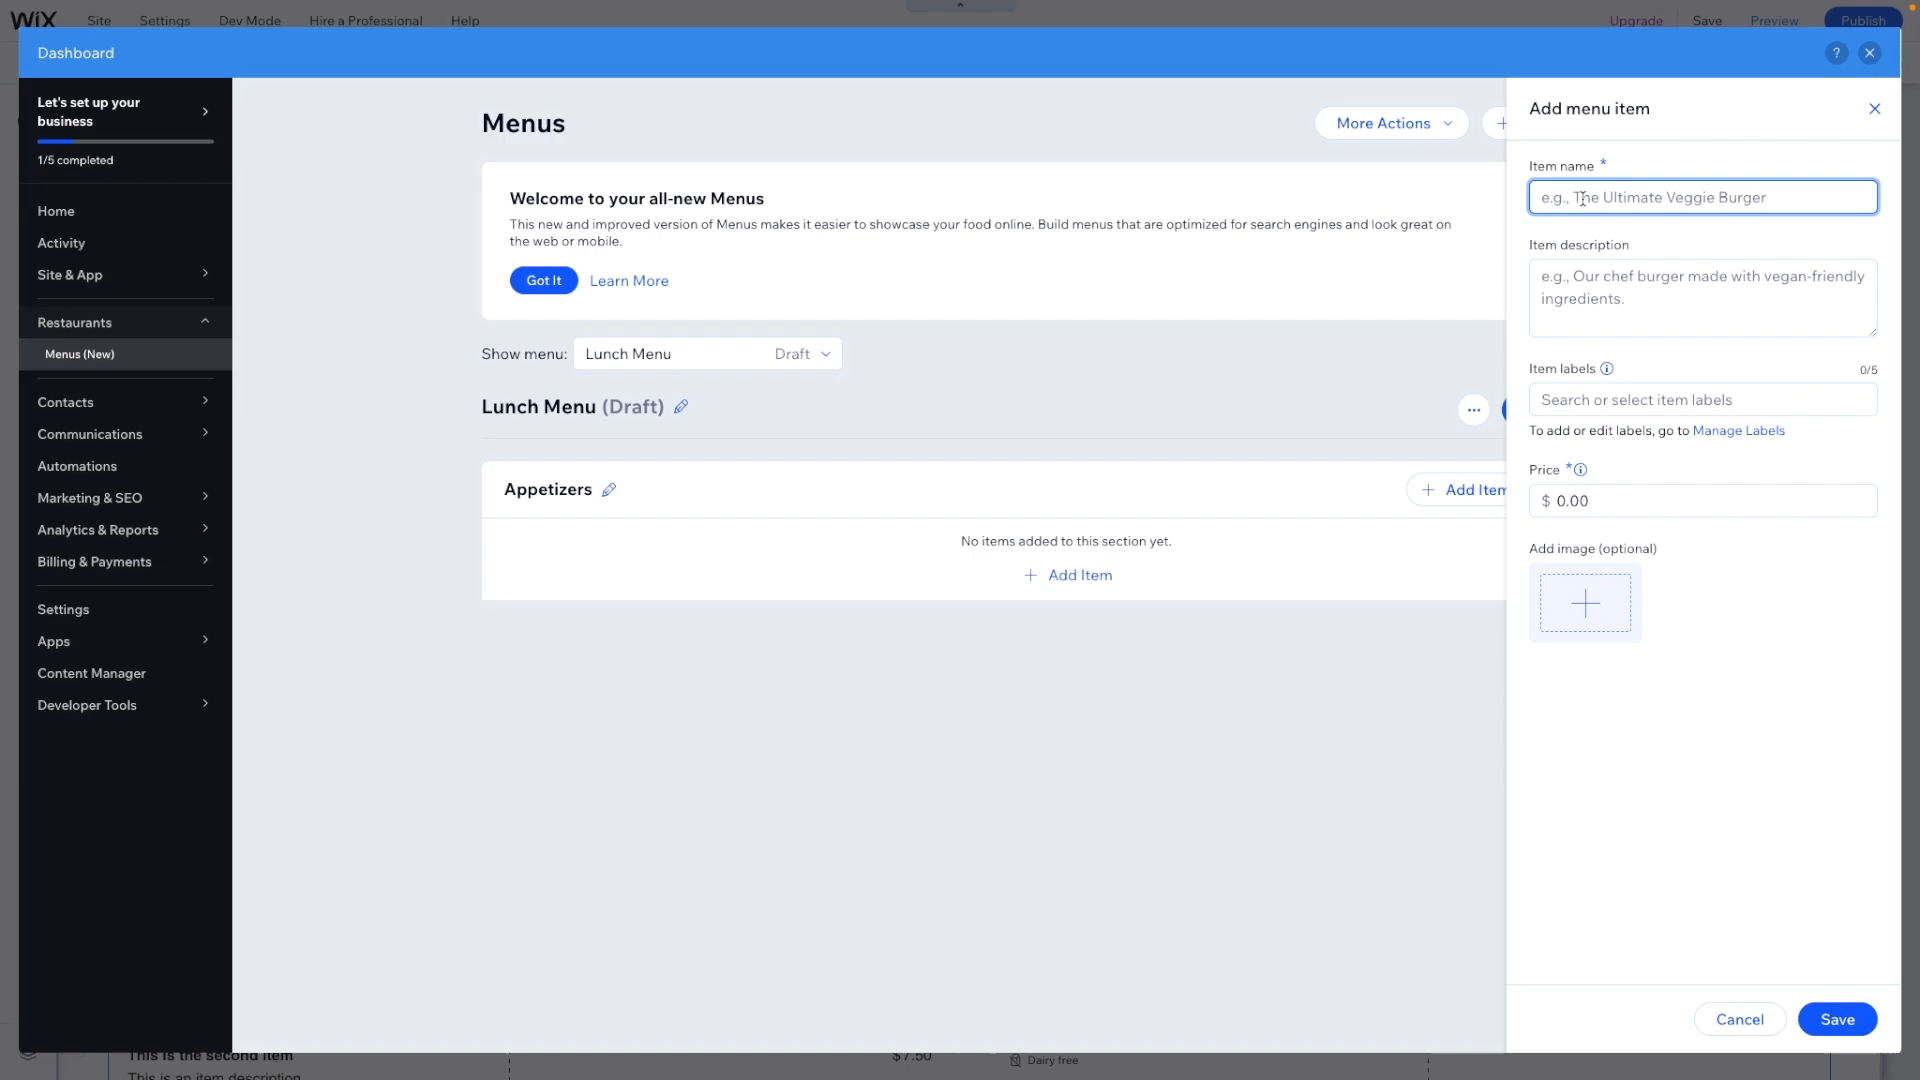 WiX Site Settings Dev Mode Hire a Professional Help Upgrade Save Preview Publish
Dashboard ?
Let's set up your
business
1/5 completed
Home
Activity
Site & App
Restaurants
Menus (New)
Contacts
Communications
Automations
Marketing & SEO
Analytics & Reports
Billing & Payments
Settings
Apps
Content Manager
Developer Tools
Menus
More Actions
Welcome to your all-new Menus
This new and improved version of Menus makes it easier to showcase your food online. Build menus that are optimized for search engines and look great on
the web or mobile.
Got It Learn More
Show menu: Lunch Menu Draft
Lunch Menu (Draft)
Appetizers
+ Add Item
No items added to this section yet.
+ Add Item
Add menu item
Item name *
e.g., The Ultimate Veggie Burger
Item description
e.g., Our chef burger made with vegan-friendly
ingredients.
Item labels 0/5
Search or select item labels
To add or edit labels, go to Manage Labels
Price *
$ 0.00
Add image (optional)
Cancel Save
This is the second item $7.50 Dairy free
This is an item description